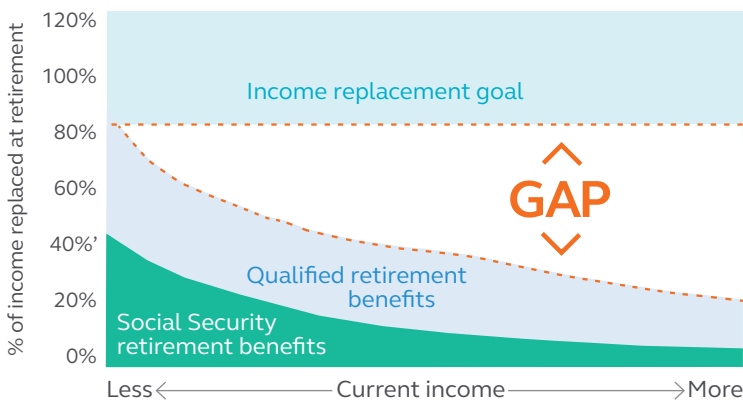 % of income replaced at retirement
120%
100%
80%
60%
40%'
20%
0%
Income replacement goal
GAP
Qualified retirement
benefits
Social Security
retirement benefits
Less
Current income
More